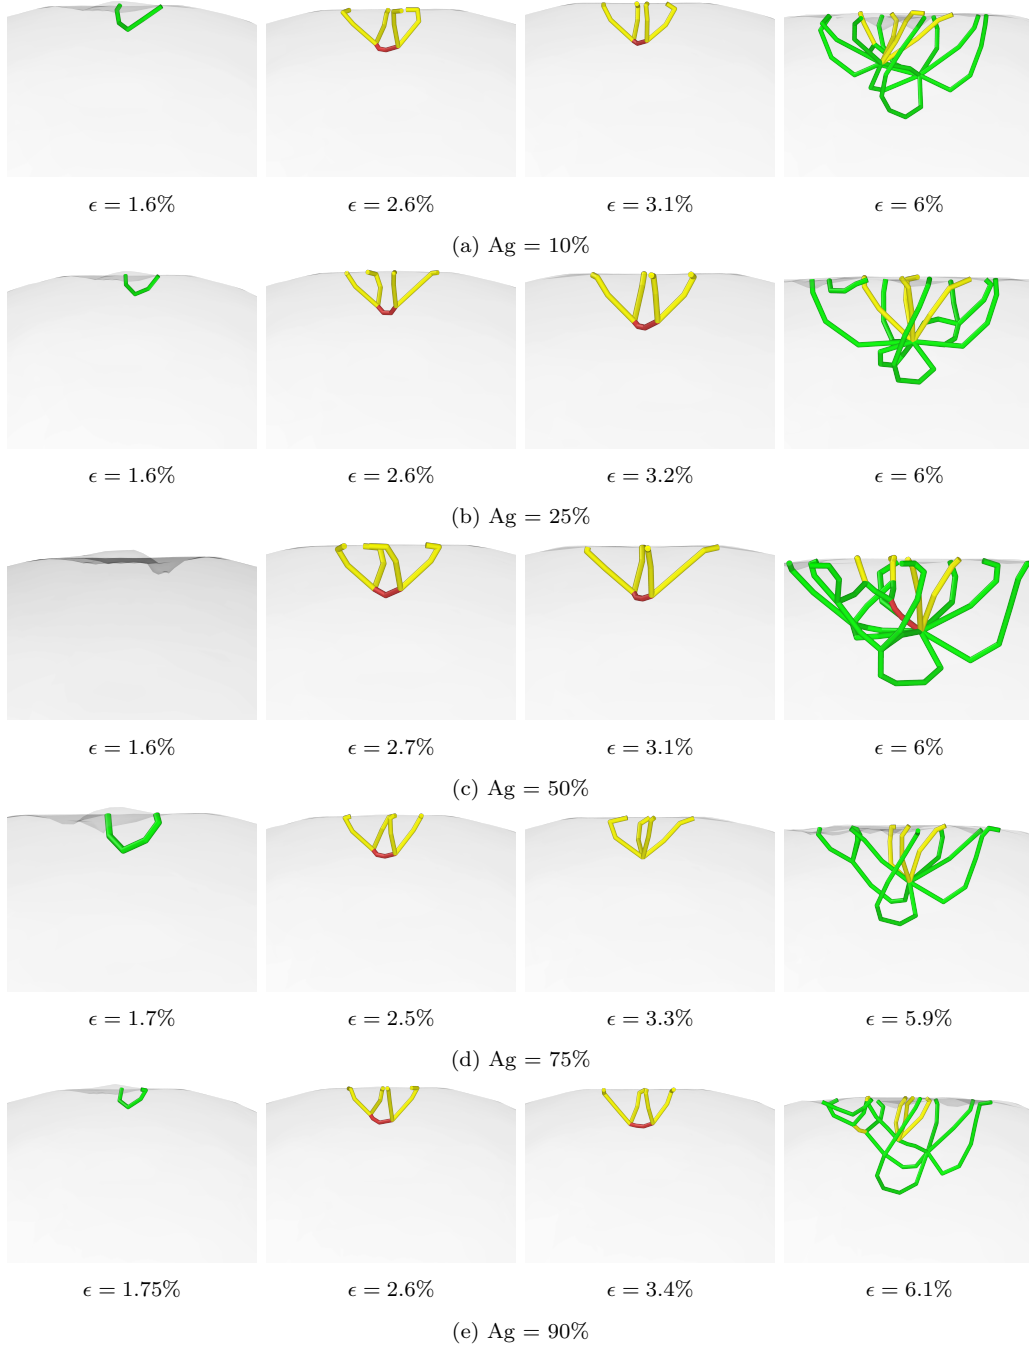 ϵ = 1.6% ϵ = 2.6% ϵ = 3.1% ϵ = 6%
(a) Ag = 10%
ϵ = 1.6% ϵ = 2.6% ϵ = 3.2% ϵ = 6%
(b) Ag = 25%
ϵ = 1.6% ϵ = 2.7% ϵ = 3.1% ϵ = 6%
(c) Ag = 50%
ϵ = 1.7% ϵ = 2.5% ϵ = 3.3% ϵ = 5.9%
(d) Ag = 75%
ϵ = 1.75% ϵ = 2.6% ϵ = 3.4% ϵ = 6.1%
(e) Ag = 90%